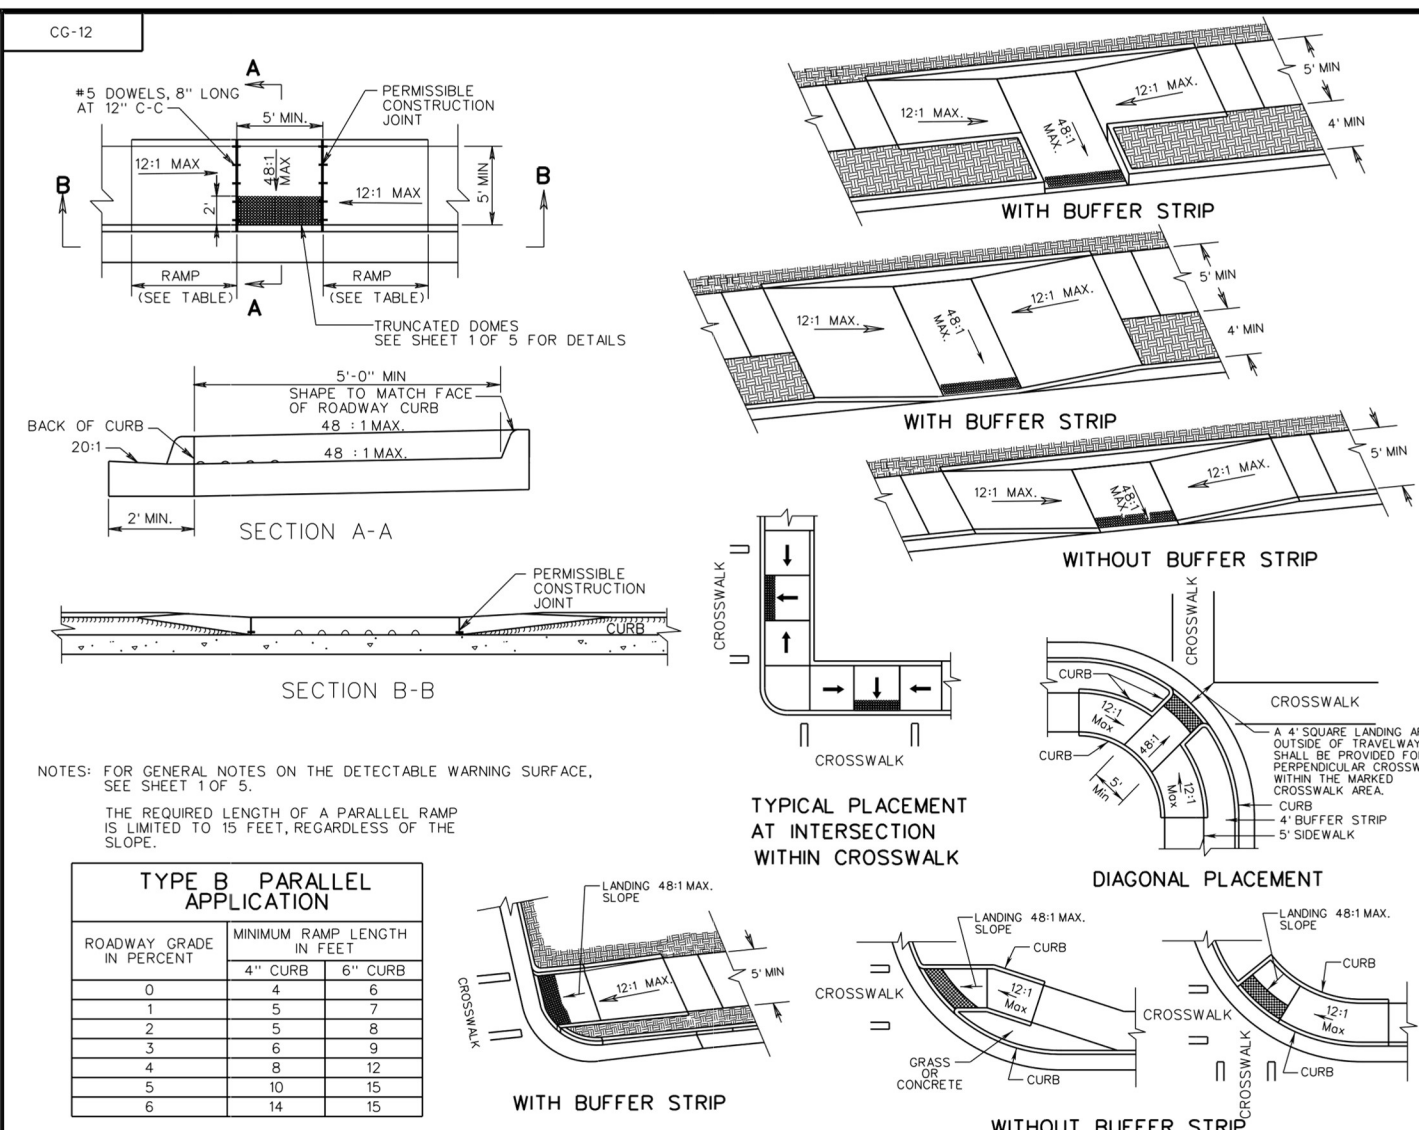 CG-12
A
#5 DOWELS, 8" LONG
AT 12" C-C
PERMISSIBLE
CONSTRUCTION
JOINT
5' MIN.
12:1 MAX
48:1
MAX
12:1 MAX
5' MIN
2'
B
B
RAMP
(SEE TABLE)
RAMP
(SEE TABLE)
A
TRUNCATED DOMES
SEE SHEET 1 OF 5 FOR DETAILS
5'-0" MIN
SHAPE TO MATCH FACE
OF ROADWAY CURB
48 : 1 MAX.
BACK OF CURB
20:1
48 : 1 MAX.
2' MIN.
SECTION A-A
PERMISSIBLE
CONSTRUCTION
JOINT
CURB
SECTION B-B
12:1 MAX.
12:1 MAX.
48:1
MAX.
5' MIN
4' MIN
WITH BUFFER STRIP
12:1 MAX.
12:1 MAX.
48:1
MAX.
5' MIN
4' MIN
WITH BUFFER STRIP
12:1 MAX.
12:1 MAX.
48:1
MAX
5' MIN
WITHOUT BUFFER STRIP
CROSSWALK
CROSSWALK
TYPICAL PLACEMENT
AT INTERSECTION
WITHIN CROSSWALK
CROSSWALK
CROSSWALK
CURB
12:1
Max
48:1
CURB
5'
Min
12:1
Max
A 4' SQUARE LANDING
OUTSIDE OF TRAVELWAY
SHALL BE PROVIDED
PERPENDICULAR
WITHIN THE MARKED
CROSSWALK AREA.
CURB
4' BUFFER STRIP
5' SIDEWALK
DIAGONAL PLACEMENT
NOTES: FOR GENERAL NOTES ON THE DETECTABLE WARNING SURFACE,
SEE SHEET 1 OF 5.
THE REQUIRED LENGTH OF A PARALLEL RAMP
IS LIMITED TO 15 FEET, REGARDLESS OF THE
SLOPE.
TYPE B PARALLEL
APPLICATION
ROADWAY GRADE
IN PERCENT
MINIMUM RAMP LENGTH
IN FEET
4" CURB 6" CURB
0 4 6
1 5 7
2 5 8
3 6 9
4 8 12
5 10 15
6 14 15
LANDING 48:1 MAX.
SLOPE
12:1 MAX.
5' MIN
CROSSWALK
WITH BUFFER STRIP
LANDING 48:1 MAX.
SLOPE
CURB
CROSSWALK
12:1
Max
GRASS
OR
CONCRETE
CURB
LANDING 48:1 MAX.
SLOPE
CURB
CROSSWALK
12:1
Max
CROSSWALK
CURB
WITHOUT BUFFER STRIP